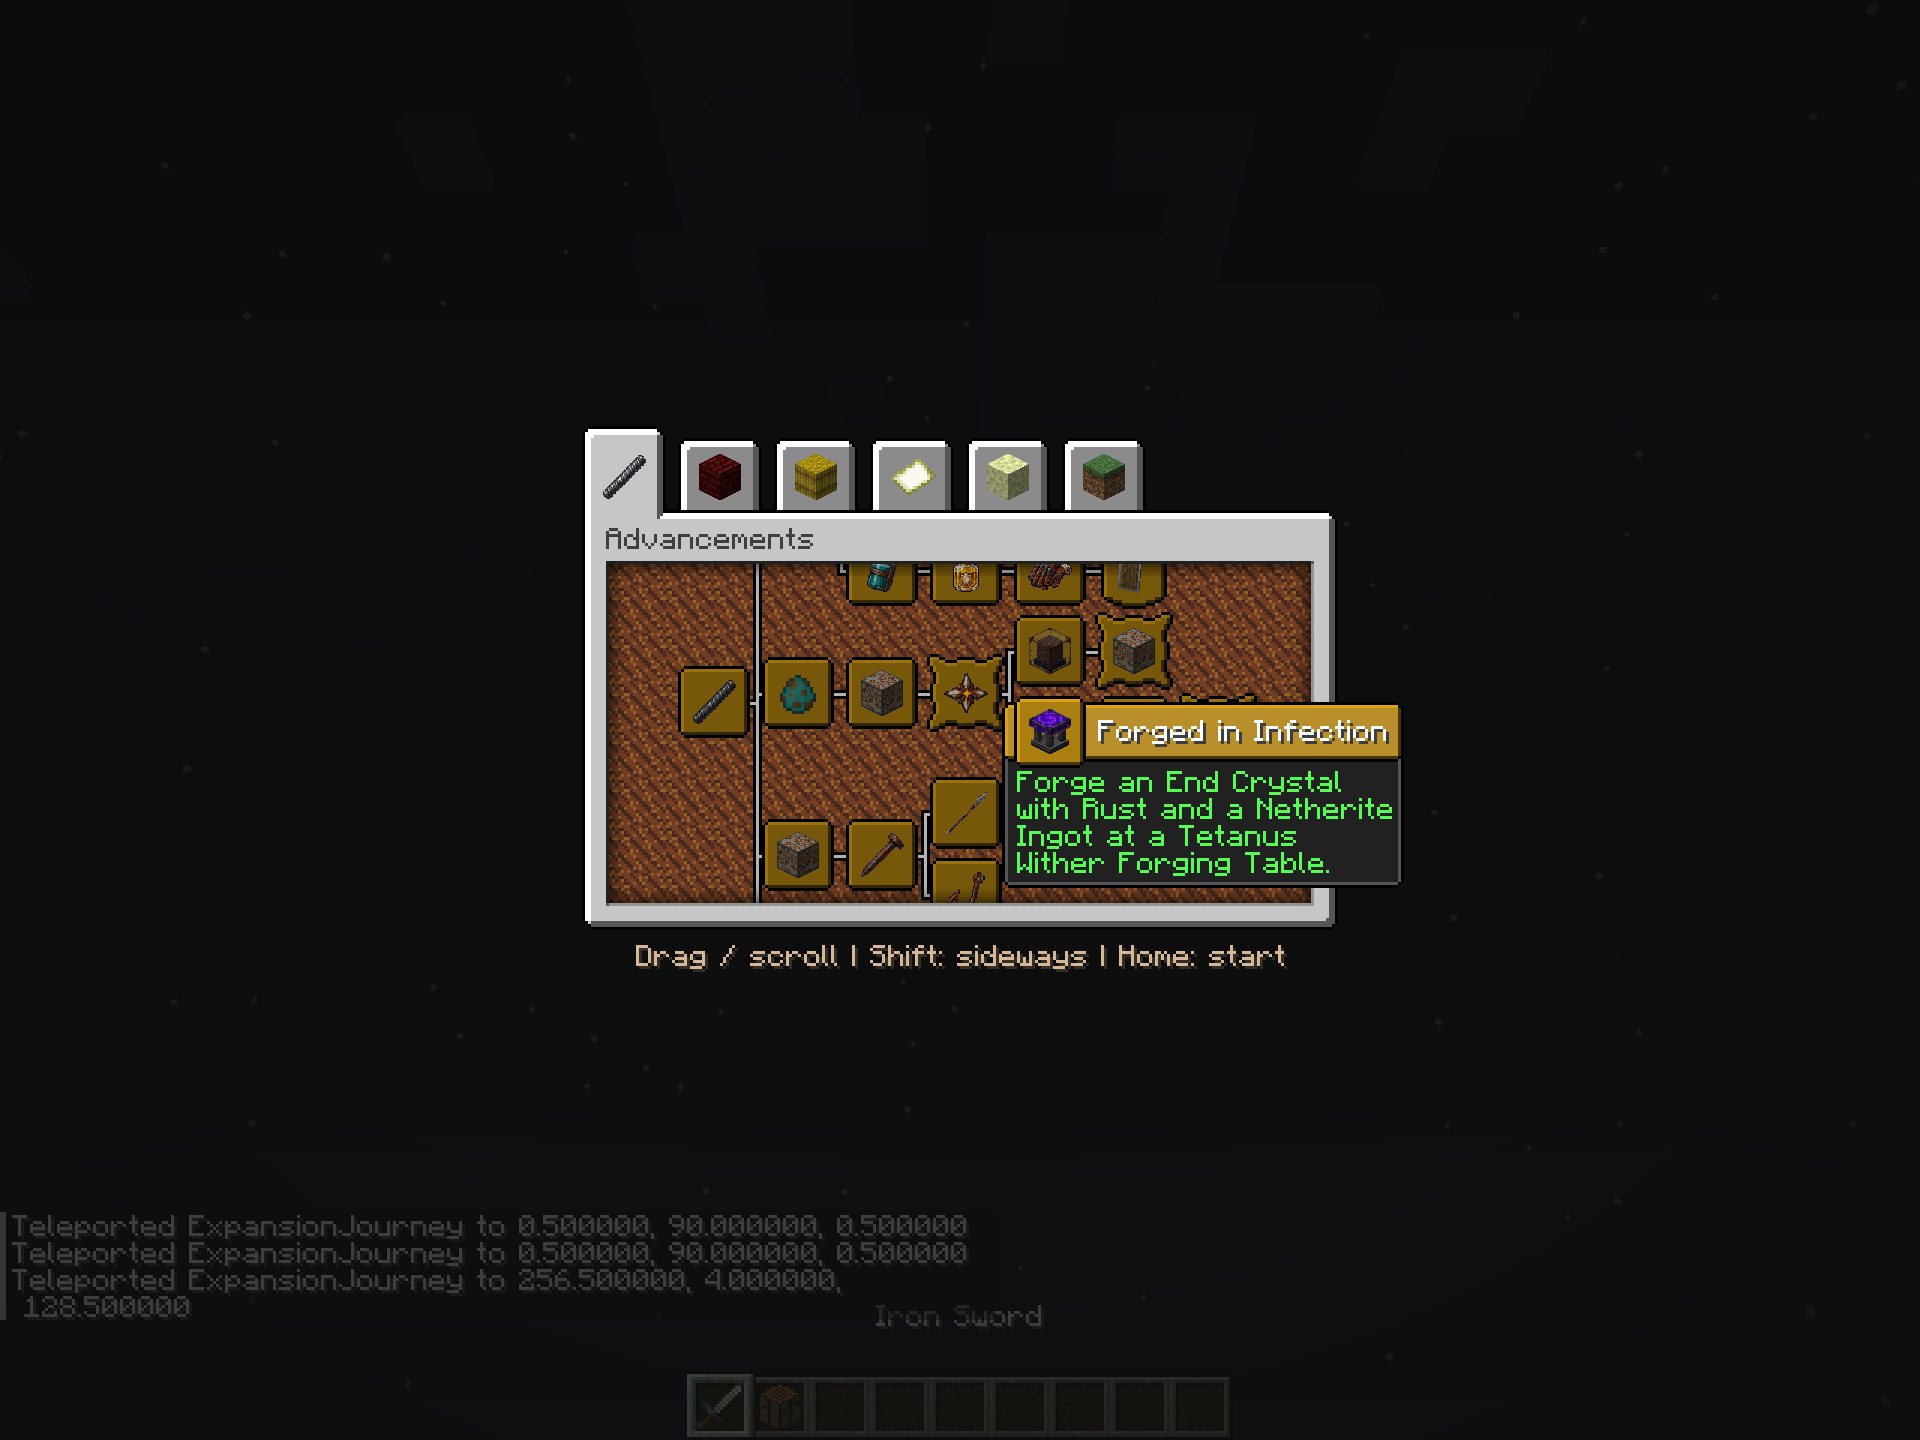 Advancements
Forged in Infection
Forge an End Crystal
with Rust and a Netherite
Ingot at a Tetanus
Wither Forging Table.
Drag / scroll | Shift: sideways | Home: start
Teleported ExpansionJourney to 0.500000, 90.000000, 0.500000
Teleported ExpansionJourney to 0.500000, 90.000000, 0.500000
Teleported ExpansionJourney to 256.500000, 4.000000,
128.500000
Iron Sword